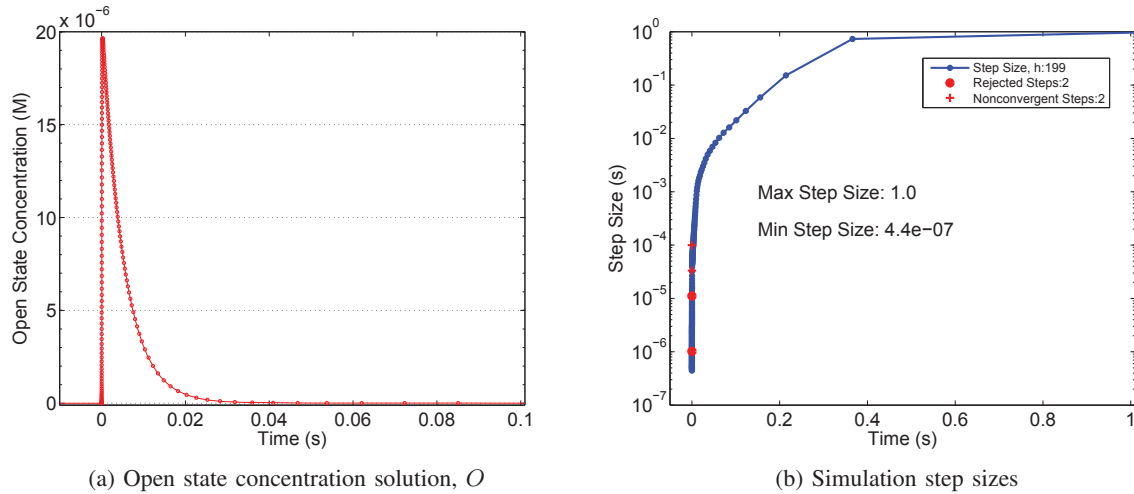 x 10⁻⁶
20
15
10
5
0
0 0.02 0.04 0.06 0.08 0.1
Open State Concentration (M)
Time (s)
(a) Open state concentration solution, O
10⁰
10⁻¹
10⁻²
10⁻³
10⁻⁴
10⁻⁵
10⁻⁶
10⁻⁷
0 0.2 0.4 0.6 0.8 1
Step Size (s)
Time (s)
Step Size, h:199
Rejected Steps:2
Nonconvergent Steps:2
Max Step Size: 1.0
Min Step Size: 4.4e−07
(b) Simulation step sizes